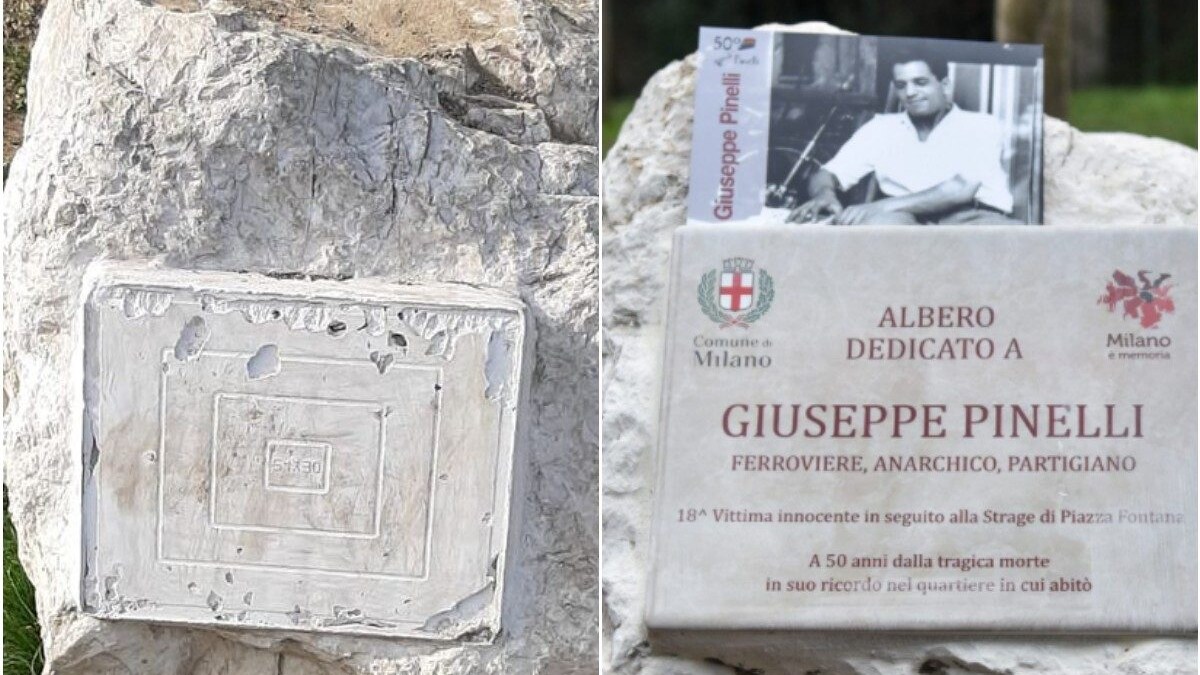 54X30
50°
Giuseppe Pinelli
Comune di
Milano
ALBERO
DEDICATO A
Milano
è memoria
GIUSEPPE PINELLI
FERROVIERE, ANARCHICO, PARTIGIANO
18^ Vittima innocente in seguito alla Strage di Piazza Fontana
A 50 anni dalla tragica morte
in suo ricordo nel quartiere in cui abitò